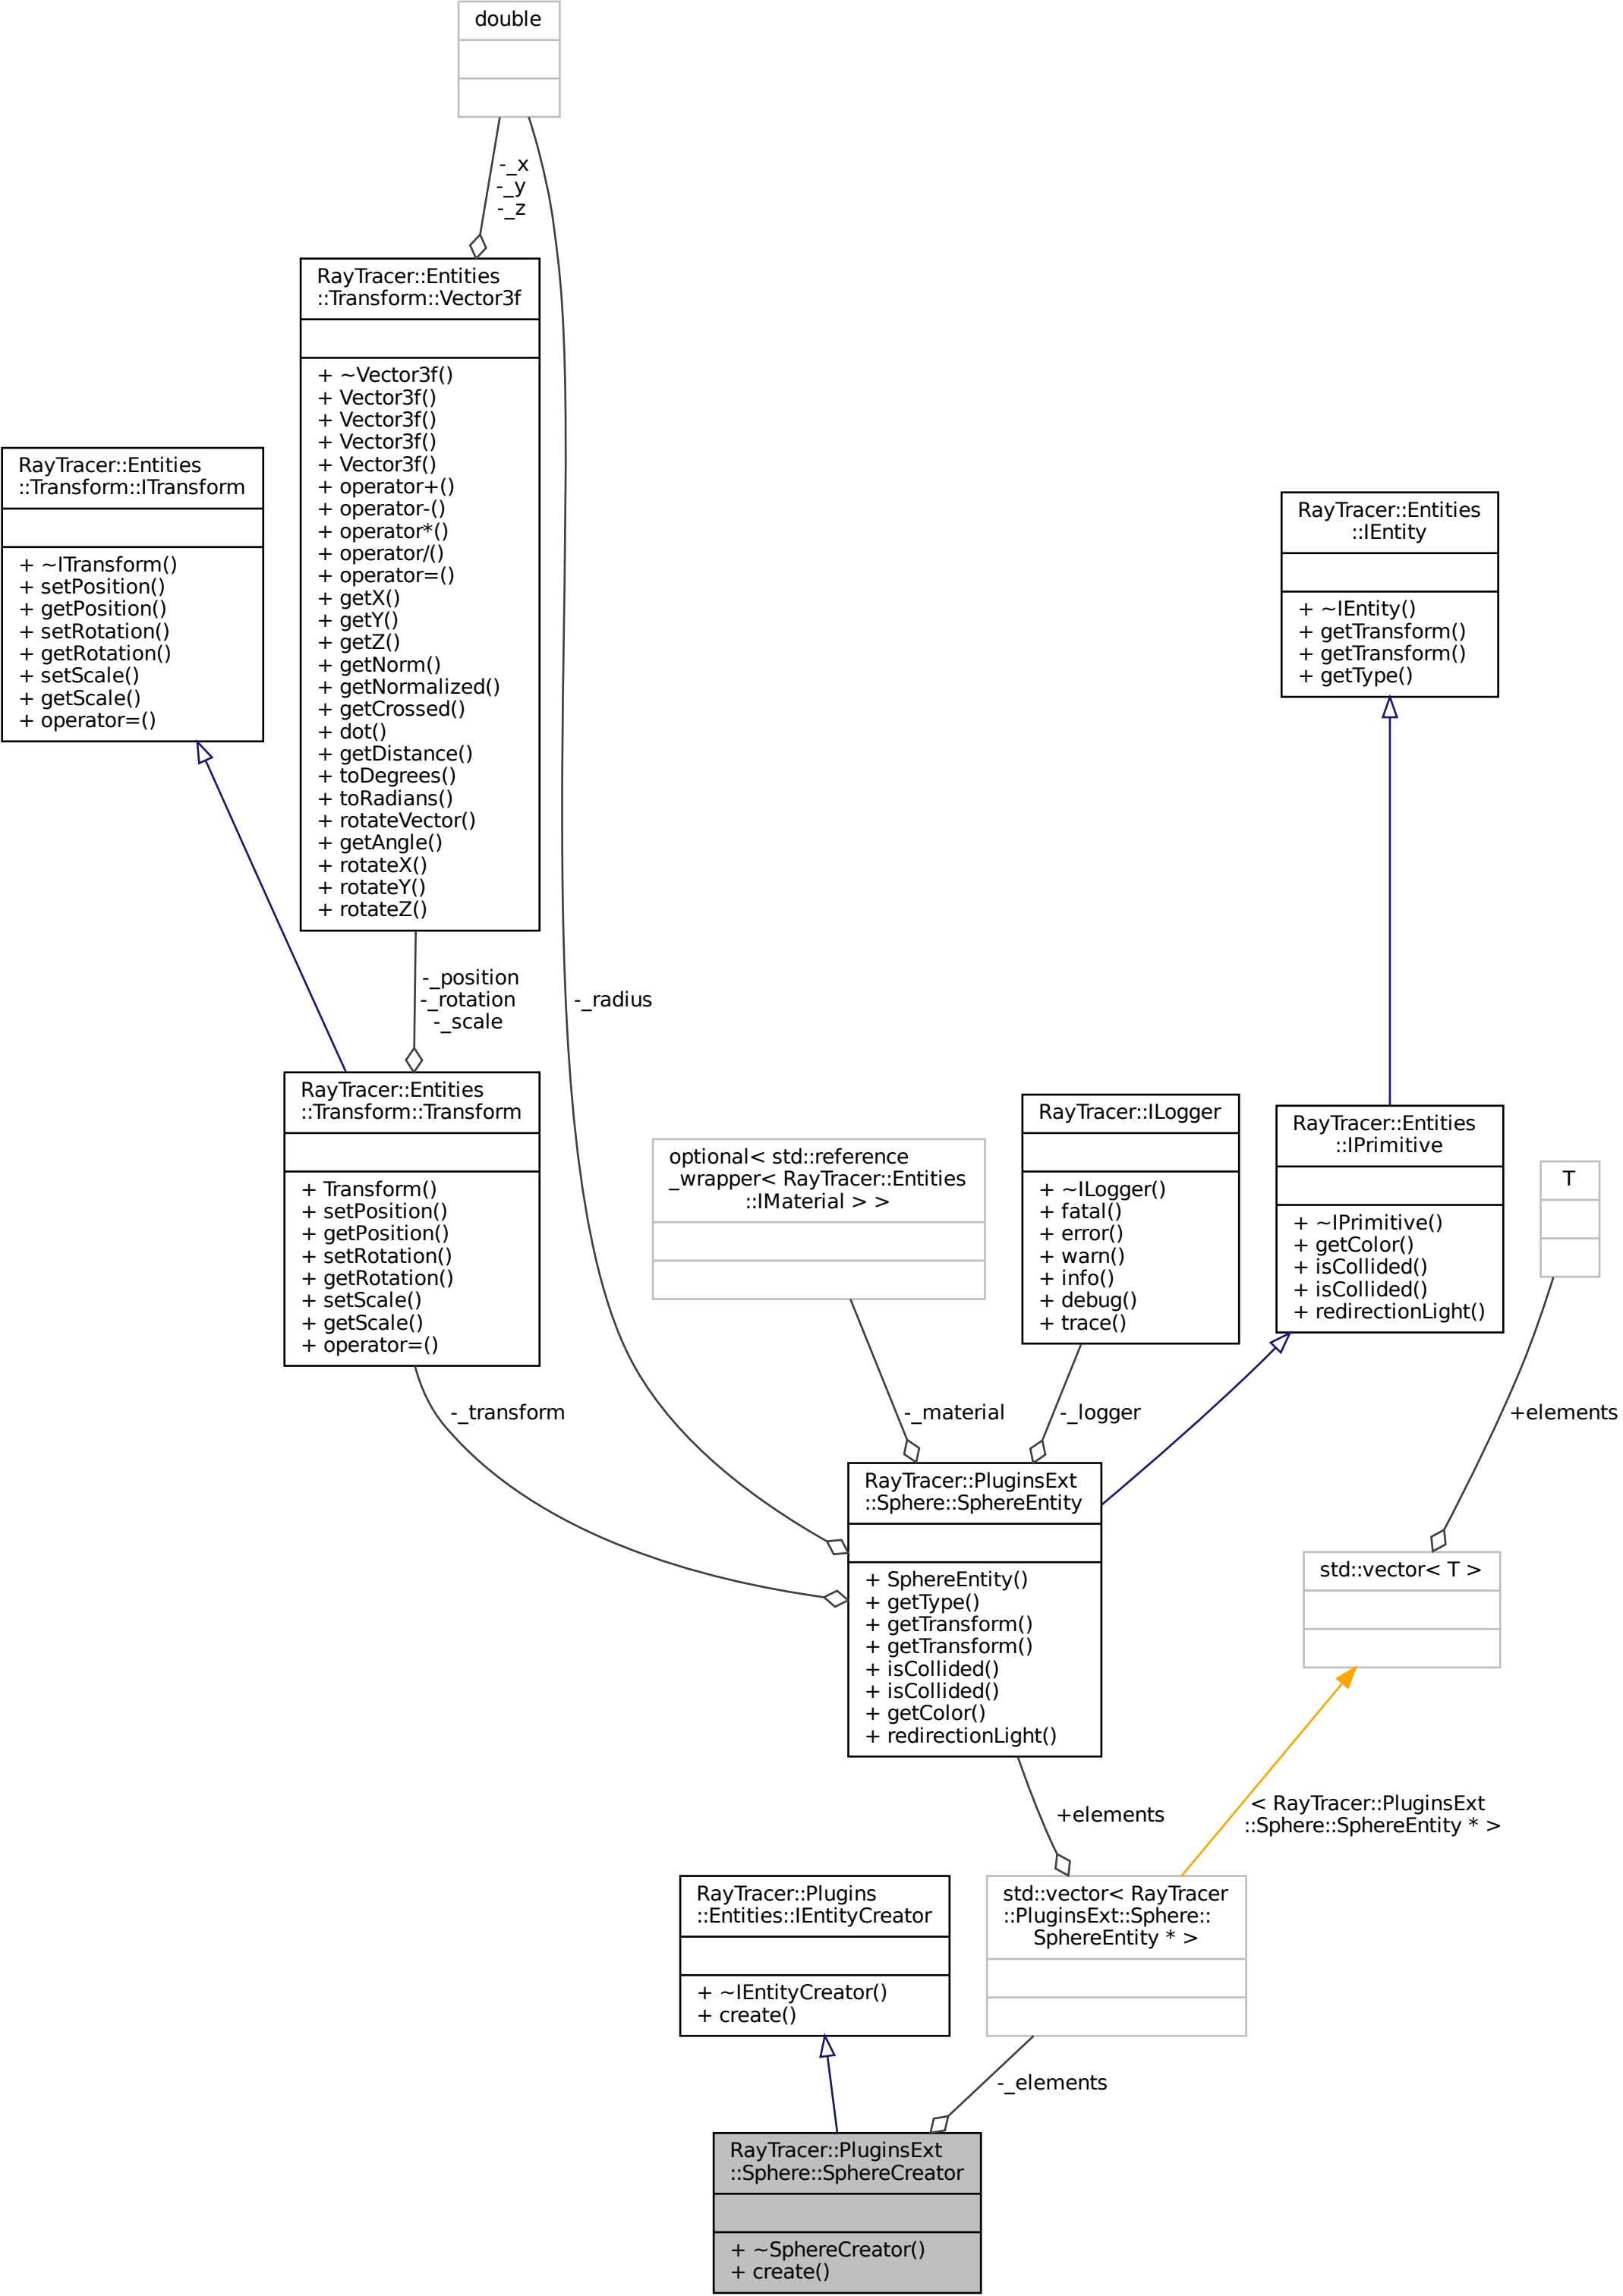 double
-_x
-_y
-_z
RayTracer::Entities
::Transform::Vector3f
+ ~Vector3f()
+ Vector3f()
+ Vector3f()
+ Vector3f()
+ Vector3f()
+ operator+()
+ operator-()
+ operator*()
+ operator/()
+ operator=()
+ getX()
+ getY()
+ getZ()
+ getNorm()
+ getNormalized()
+ getCrossed()
+ dot()
+ getDistance()
+ toDegrees()
+ toRadians()
+ rotateVector()
+ getAngle()
+ rotateX()
+ rotateY()
+ rotateZ()
RayTracer::Entities
::Transform::ITransform
+ ~ITransform()
+ setPosition()
+ getPosition()
+ setRotation()
+ getRotation()
+ setScale()
+ getScale()
+ operator=()
RayTracer::Entities
::IEntity
+ ~IEntity()
+ getTransform()
+ getTransform()
+ getType()
-_position
-_rotation
-_scale
-_radius
RayTracer::Entities
::Transform::Transform
+ Transform()
+ setPosition()
+ getPosition()
+ setRotation()
+ getRotation()
+ setScale()
+ getScale()
+ operator=()
optional< std::reference
_wrapper< RayTracer::Entities
::IMaterial > >
RayTracer::ILogger
+ ~ILogger()
+ fatal()
+ error()
+ warn()
+ info()
+ debug()
+ trace()
RayTracer::Entities
::IPrimitive
+ ~IPrimitive()
+ getColor()
+ isCollided()
+ isCollided()
+ redirectionLight()
T
-_transform
-_material
-_logger
+elements
RayTracer::PluginsExt
::Sphere::SphereEntity
+ SphereEntity()
+ getType()
+ getTransform()
+ getTransform()
+ isCollided()
+ isCollided()
+ getColor()
+ redirectionLight()
std::vector< T >
+elements
< RayTracer::PluginsExt
::Sphere::SphereEntity * >
RayTracer::Plugins
::Entities::IEntityCreator
+ ~IEntityCreator()
+ create()
std::vector< RayTracer
::PluginsExt::Sphere::
SphereEntity * >
-_elements
RayTracer::PluginsExt
::Sphere::SphereCreator
+ ~SphereCreator()
+ create()